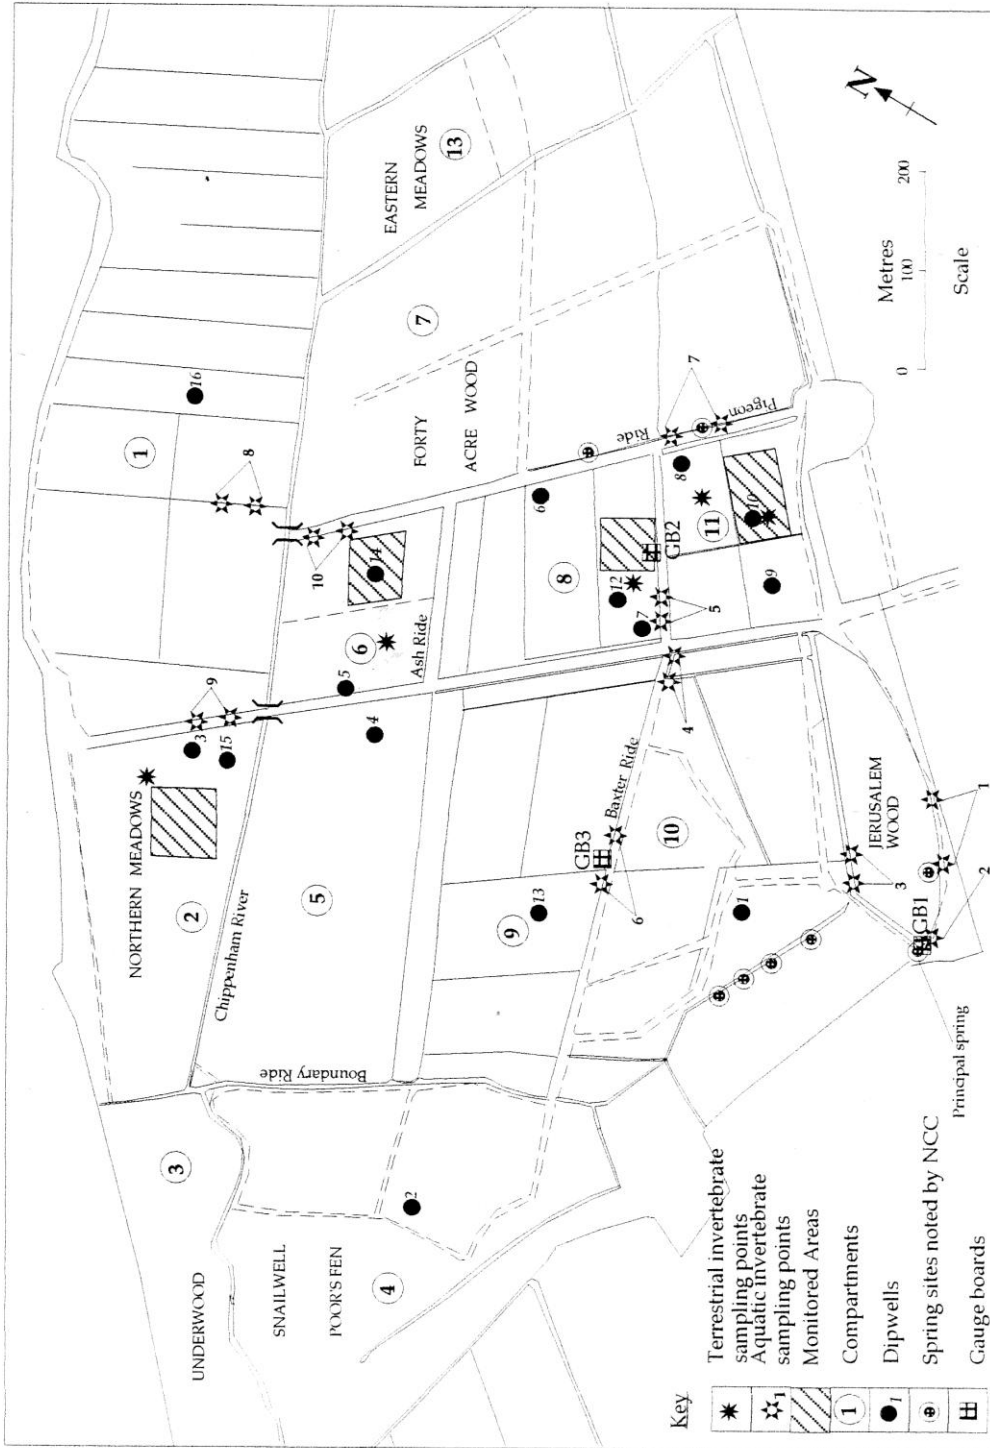 UNDERWOOD
3
SNAILWELL
POOR'S FEN
4
2
Boundary Ride
NORTHERN MEADOWS
2
Chippenham River
3
15
9
1
8
16
5
4
5
6
Ash Ride
10
14
FORTY
ACRE WOOD
7
EASTERN
MEADOWS
13
9
13
GB3
6
Baxter Ride
10
4
8
12
7
5
GB2
6
Pigeon Ride
7
8
11
10
9
1
3
JERUSALEM
WOOD
1
2
GB1
Principal spring
N
Metres
0 100 200
Scale
Key
Terrestrial invertebrate
sampling points
1 Aquatic invertebrate
sampling points
Monitored Areas
1 Compartments
1 Dipwells
Spring sites noted by NCC
Gauge boards